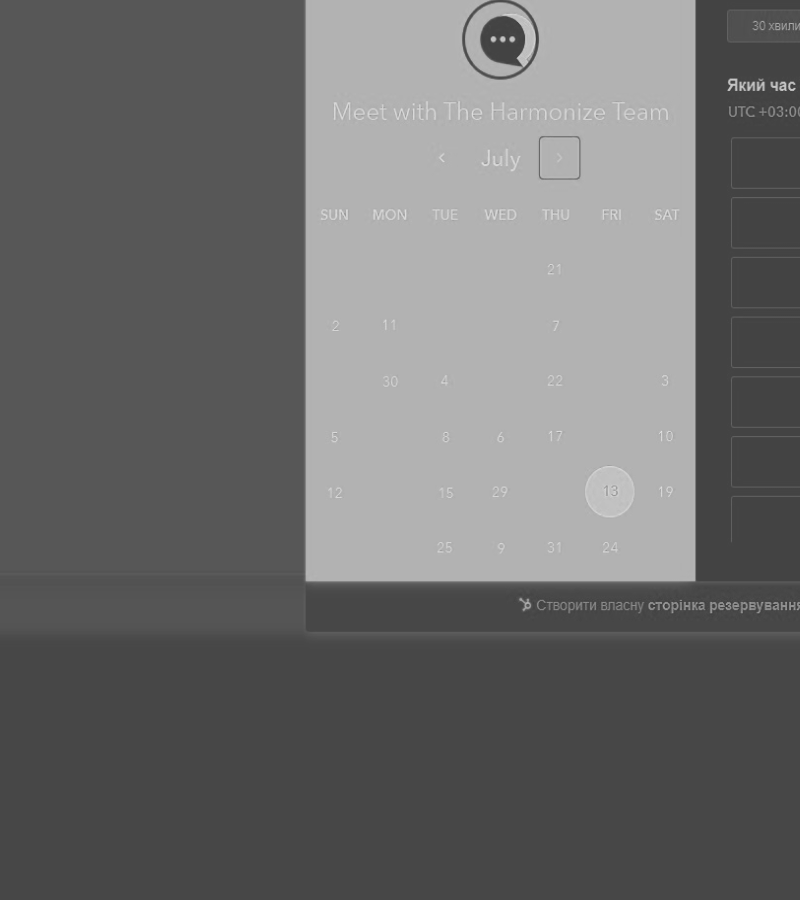 Meet with The Harmonize Team
July
SUN MON TUE WED THU FRI SAT
21
2 11 7
30 4 22 3
5 8 6 17 10
12 15 29 13 19
25 9 31 24
30 хвили
Який час
UTC +03:00
Створити власну сторінка резервування